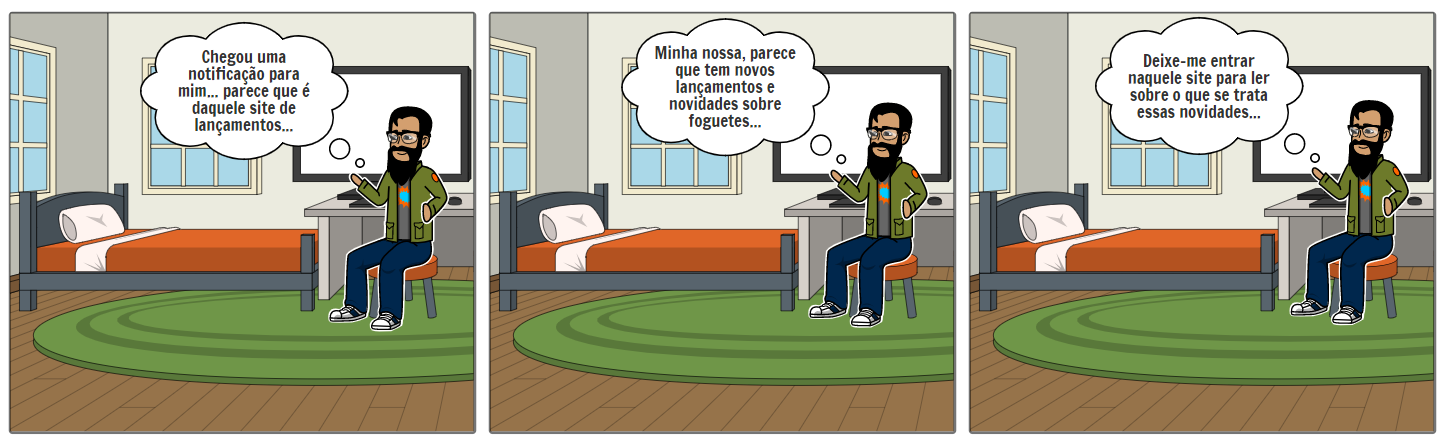 Chegou uma
notificação para
mim... parece que é
daquele site de
lançamentos...
Minha nossa, parece
que tem novos
lançamentos e
novidades sobre
foguetes...
Deixe-me entrar
naquele site para ler
sobre o que se trata
essas novidades...